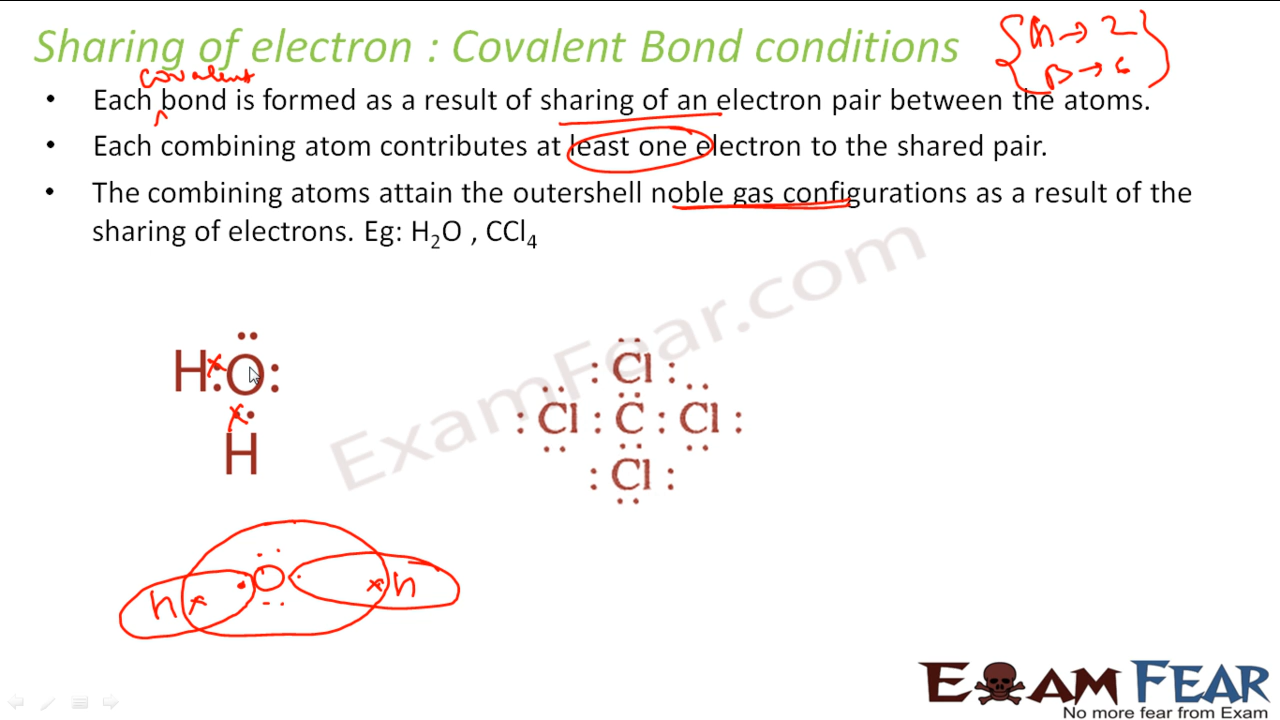 Sharing of electron : Covalent Bond conditions
covalent
• Each bond is formed as a result of sharing of an electron pair between the atoms.
• Each combining atom contributes at least one electron to the shared pair.
• The combining atoms attain the outershell noble gas configurations as a result of the
sharing of electrons. Eg: H₂O , CCl₄
→ 2
→ 6
ExamFear.com
H O
H
Cl
Cl C Cl
Cl
h O h
EXAM FEAR
No more fear from Exam